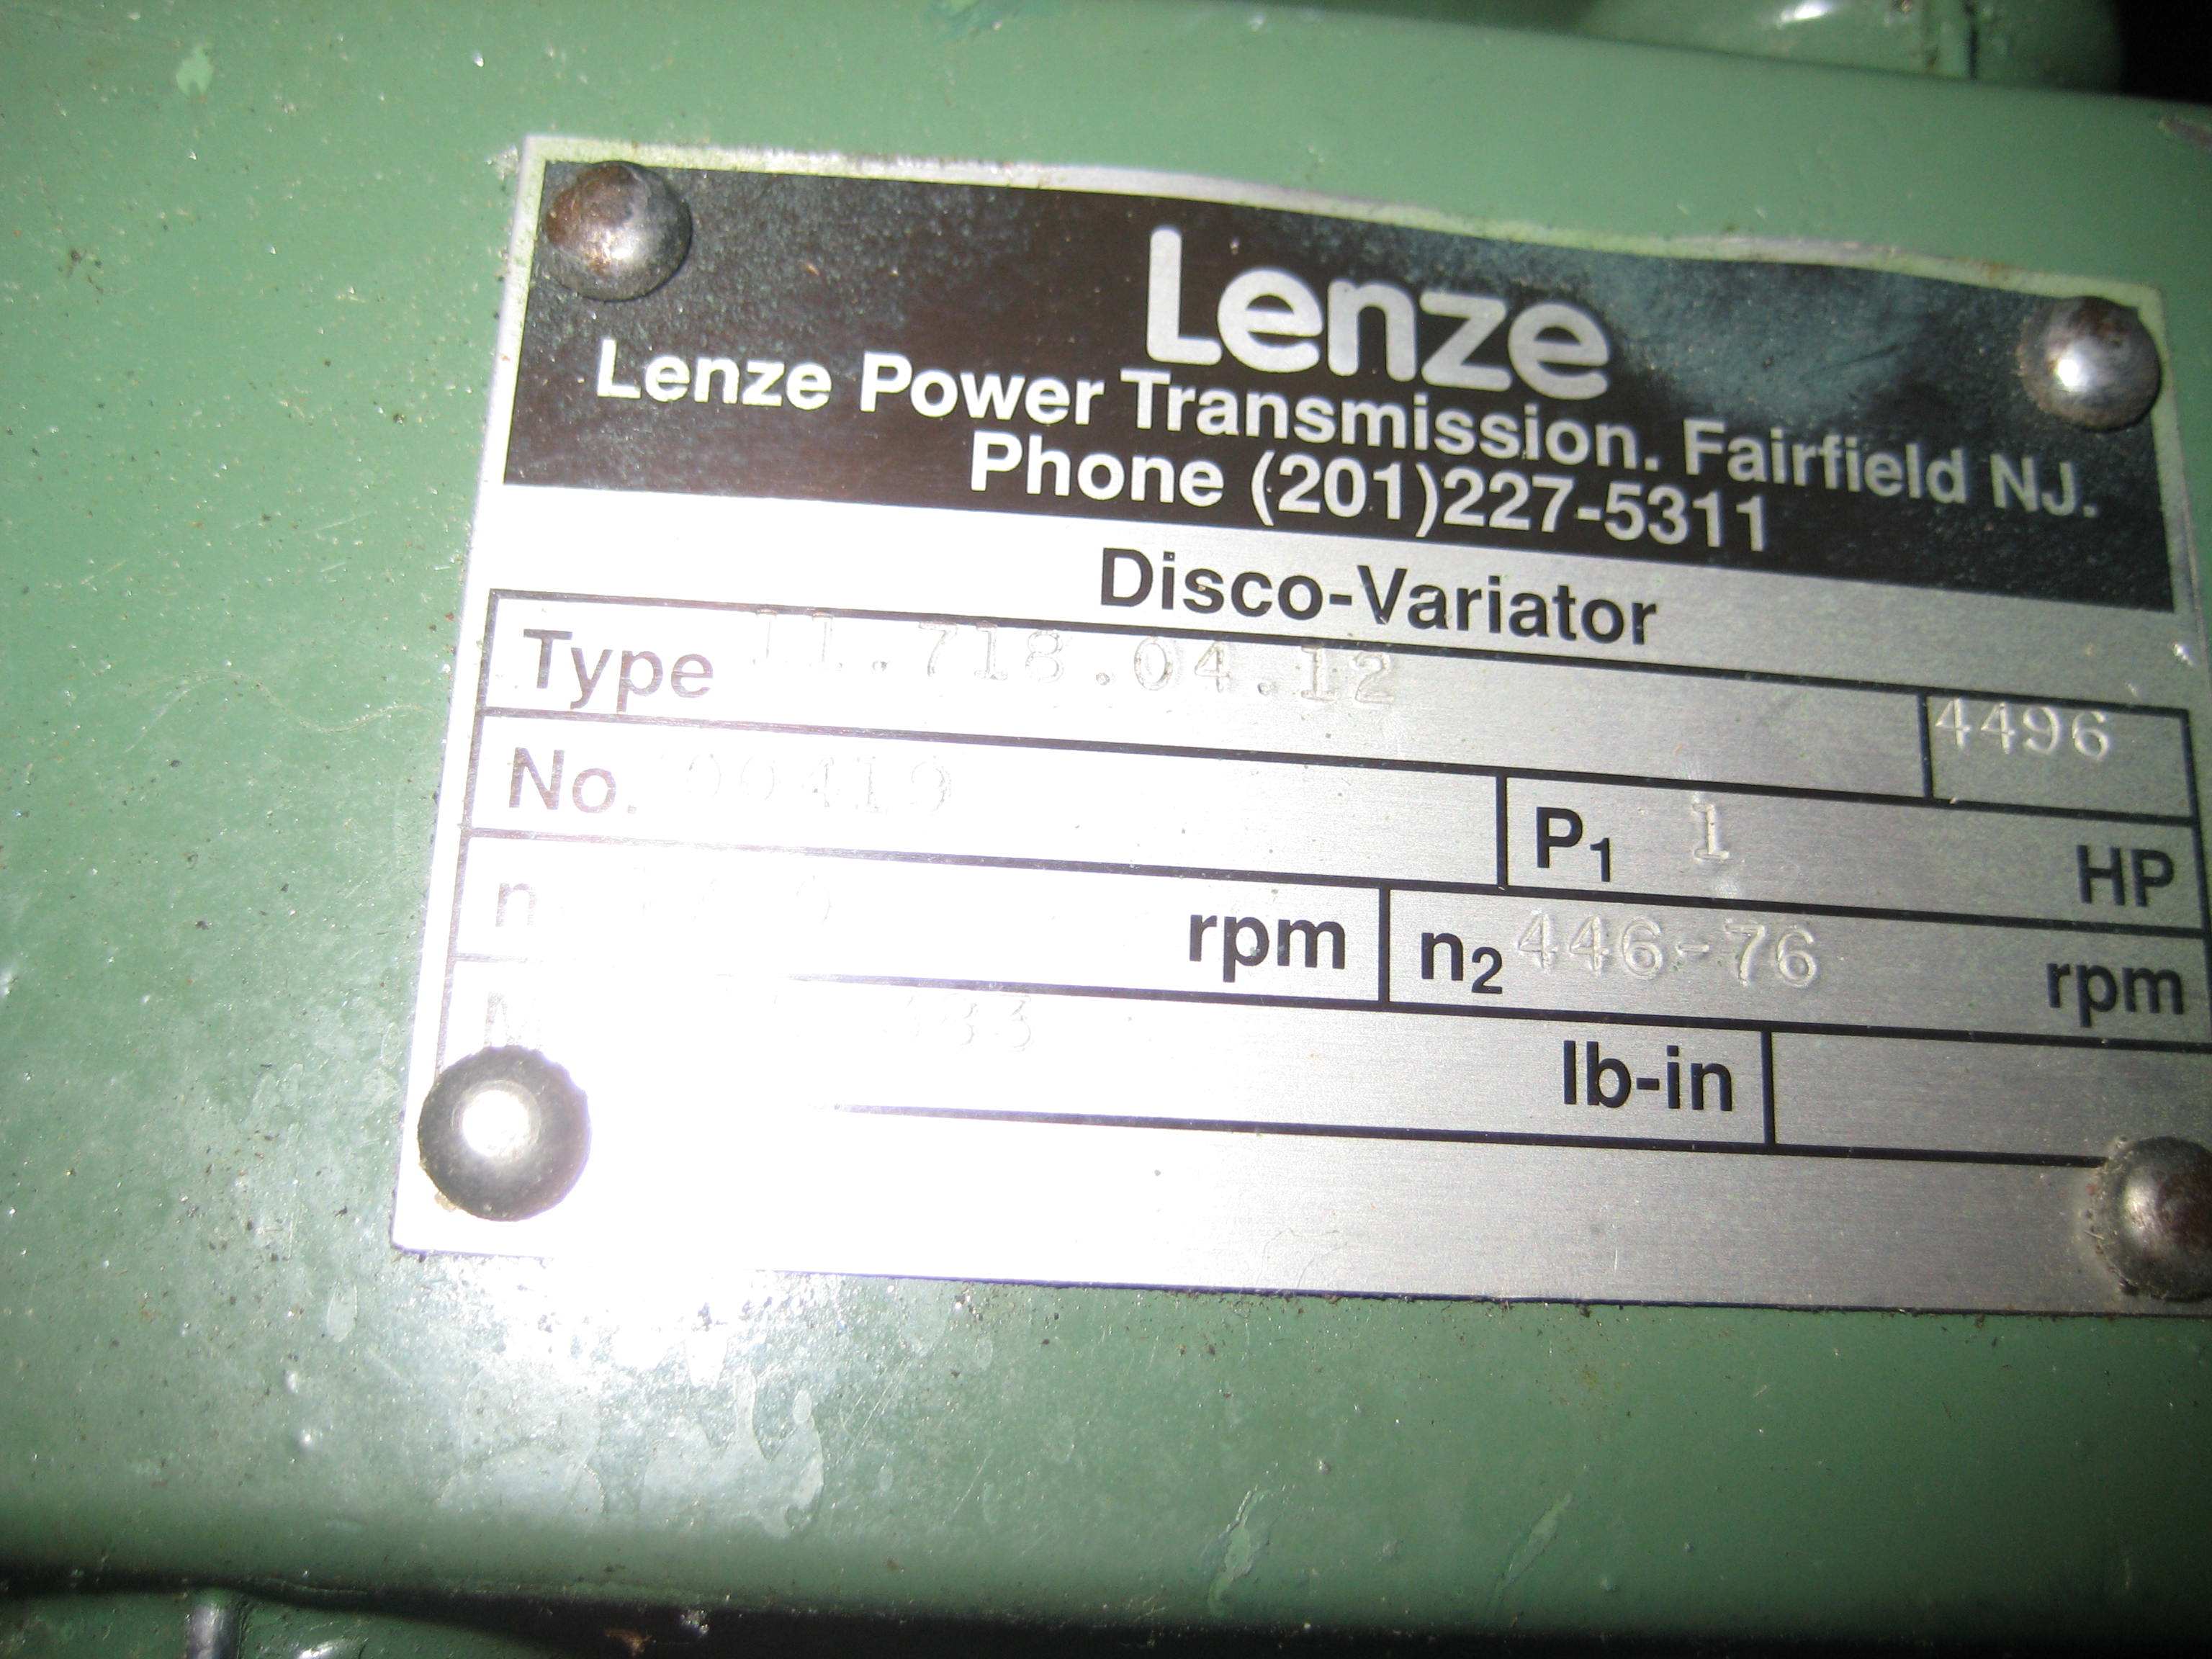 Lenze
Lenze Power Transmission. Fairfield NJ.
Phone (201)227-5311
Disco-Variator
Type 11.718.04.12 4496
No. 00419 P1 1 HP
n rpm n2 446-76 rpm
lb-in